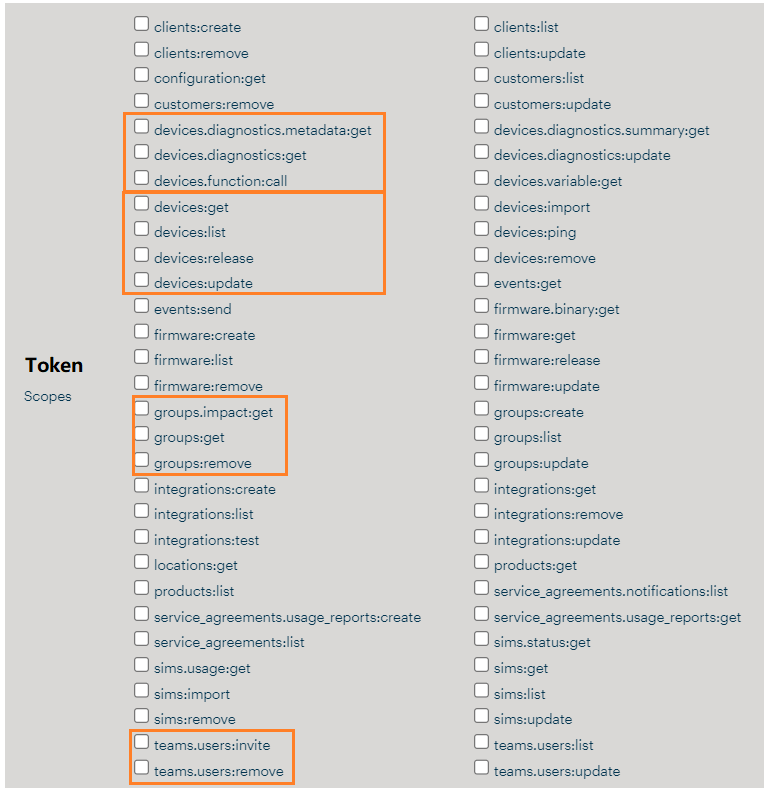 clients:create clients:list
clients:remove clients:update
configuration:get customers:list
customers:remove customers:update
devices.diagnostics.metadata:get devices.diagnostics.summary:get
devices.diagnostics:get devices.diagnostics:update
devices.function:call devices.variable:get
devices:get devices:import
devices:list devices:ping
devices:release devices:remove
devices:update events:get
events:send firmware.binary:get
firmware:create firmware:get
firmware:list firmware:release
Token
firmware:remove firmware:update
Scopes
groups.impact:get groups:create
groups:get groups:list
groups:remove groups:update
integrations:create integrations:get
integrations:list integrations:remove
integrations:test integrations:update
locations:get products:get
products:list service_agreements.notifications:list
service_agreements.usage_reports:create service_agreements.usage_reports:get
service_agreements:list sims.status:get
sims.usage:get sims:get
sims:import sims:list
sims:remove sims:update
teams.users:invite teams.users:list
teams.users:remove teams.users:update